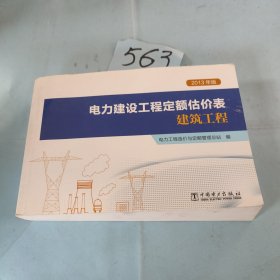 563
2013年版
电力建设工程定额估价表
建筑工程
电力工程造价与定额管理总站 编
中国电力出版社